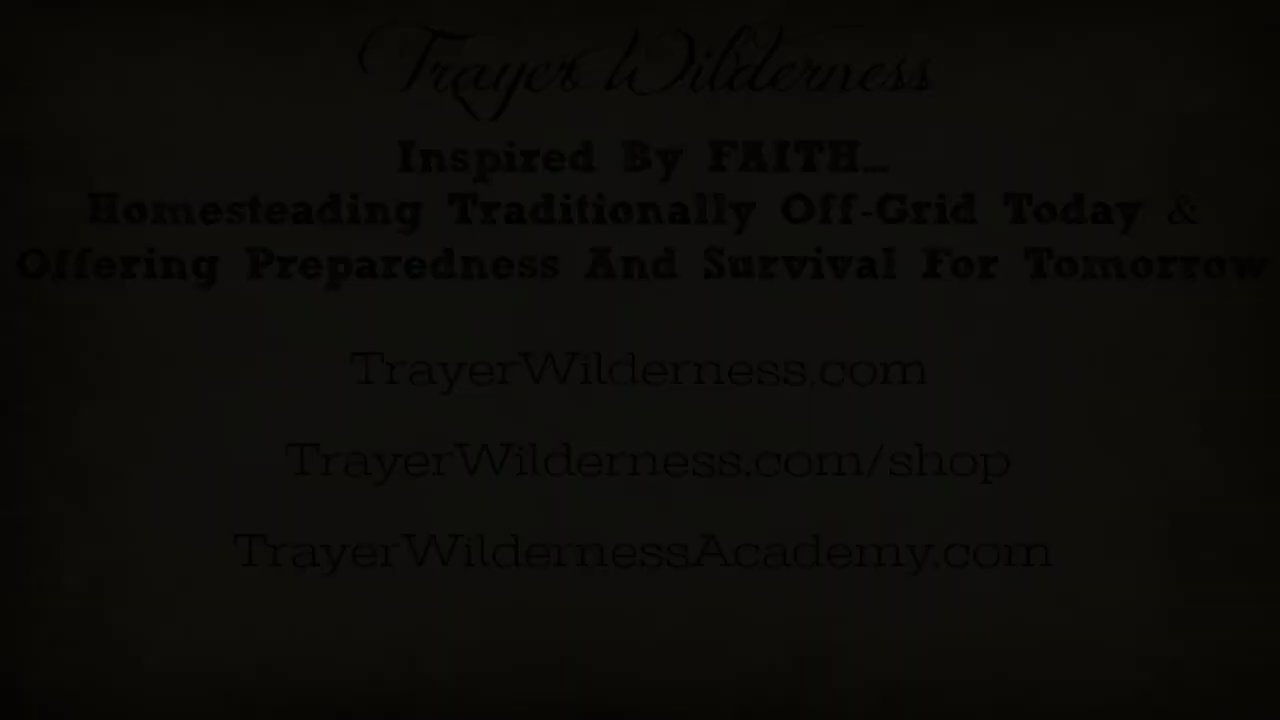 Trayer Wilderness
Inspired By FAITH...
Homesteading Traditionally Off-Grid Today &
Offering Preparedness And Survival For Tomorrow
TrayerWilderness.com
TrayerWilderness.com/shop
TrayerWildernessAcademy.com